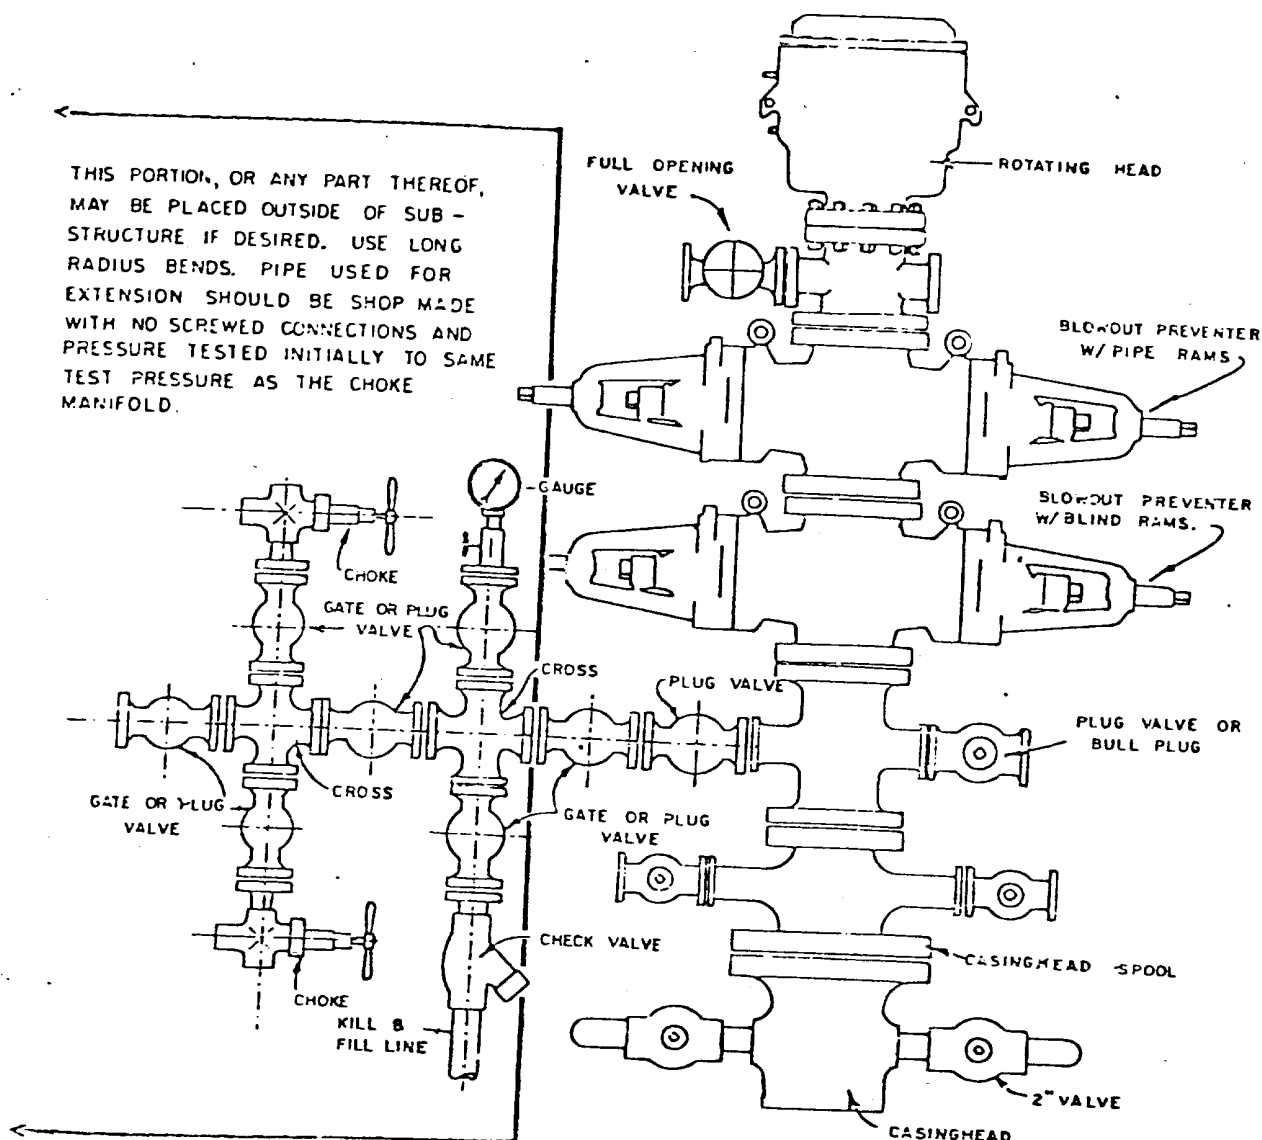 THIS PORTION, OR ANY PART THEREOF,
MAY BE PLACED OUTSIDE OF SUB-
STRUCTURE IF DESIRED. USE LONG
RADIUS BENDS. PIPE USED FOR
EXTENSION SHOULD BE SHOP MADE
WITH NO SCREWED CONNECTIONS AND
PRESSURE TESTED INITIALLY TO SAME
TEST PRESSURE AS THE CHOKE
MANIFOLD.
FULL OPENING
VALVE
ROTATING HEAD
BLOWOUT PREVENTER
W/PIPE RAMS
GAUGE
BLOWOUT PREVENTER
W/BLIND RAMS.
CHOKE
GATE OR PLUG
VALVE
CROSS
PLUG VALVE
PLUG VALVE OR
BULL PLUG
CROSS
GATE OR PLUG
VALVE
GATE OR PLUG
VALVE
CHECK VALVE
CASINGHEAD SPOOL
CHOKE
KILL &
FILL LINE
2" VALVE
CASINGHEAD